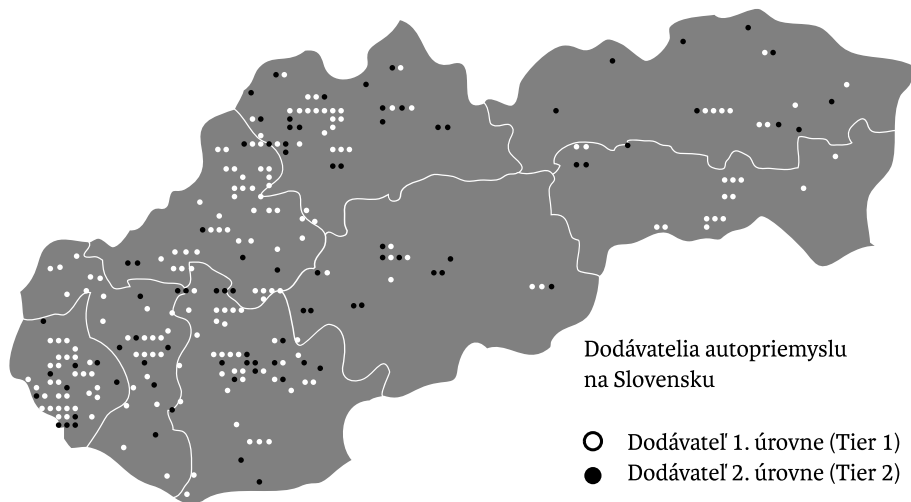 Dodávatelia autopriemyslu
na Slovensku
Dodávateľ 1. úrovne (Tier 1)
Dodávateľ 2. úrovne (Tier 2)